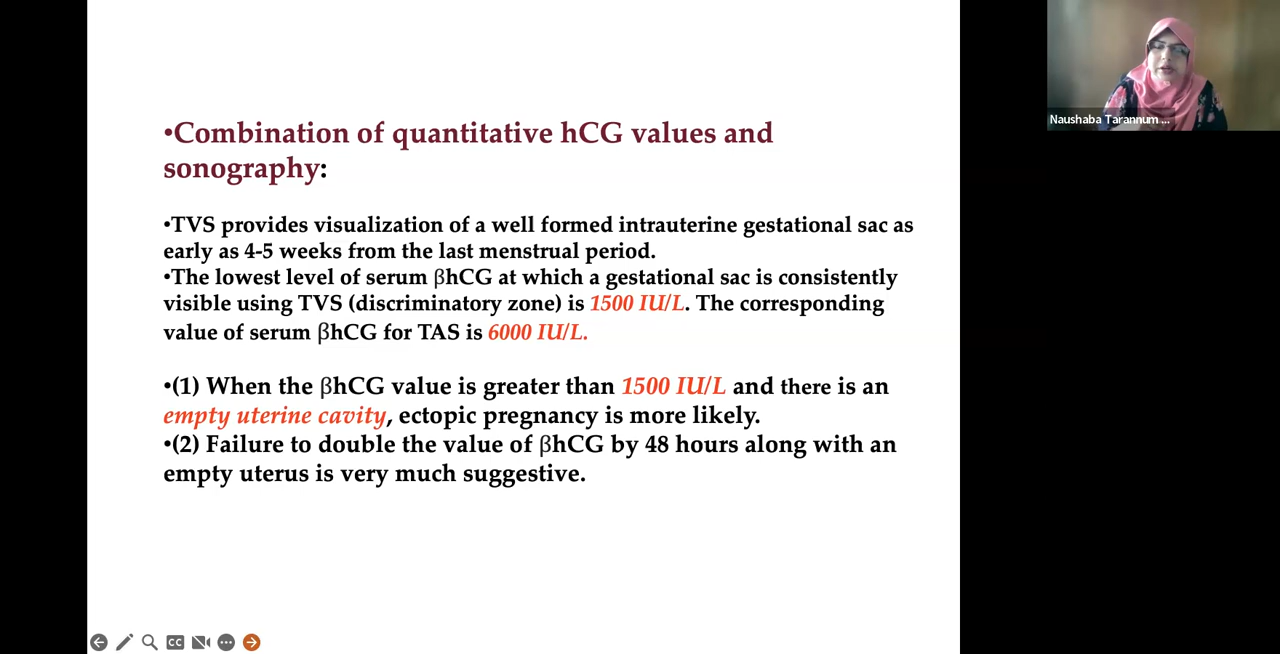 •Combination of quantitative hCG values and
sonography:
•TVS provides visualization of a well formed intrauterine gestational sac as
early as 4-5 weeks from the last menstrual period.
•The lowest level of serum βhCG at which a gestational sac is consistently
visible using TVS (discriminatory zone) is 1500 IU/L. The corresponding
value of serum βhCG for TAS is 6000 IU/L.
•(1) When the βhCG value is greater than 1500 IU/L and there is an
empty uterine cavity, ectopic pregnancy is more likely.
•(2) Failure to double the value of βhCG by 48 hours along with an
empty uterus is very much suggestive.
Naushaba Tarannum ...
CC